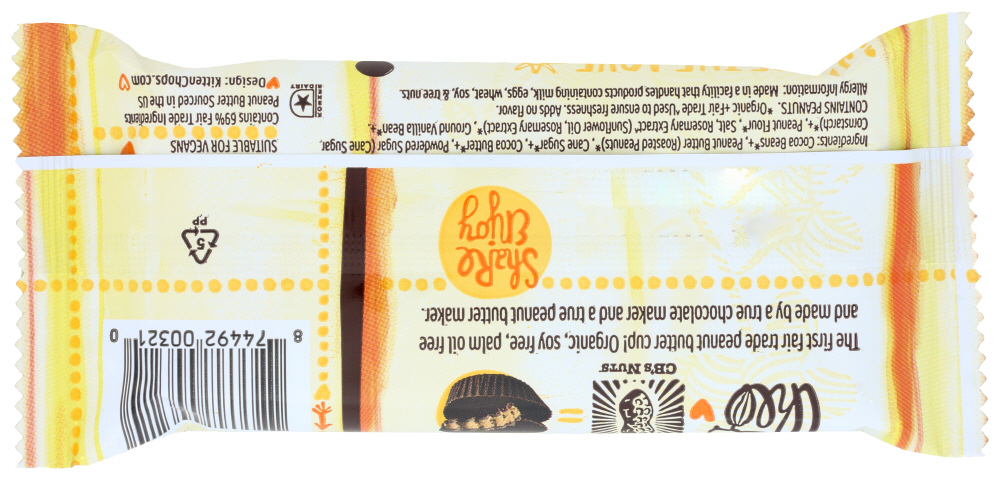 Theo
CB's Nuts
The first fair trade peanut butter cup! Organic, soy free, palm oil free
and made by a true chocolate maker and a true peanut butter maker.
ShaRe
Enjoy
8 74492 00321 0
5
PP
Ingredients: Cocoa Beans*+, Peanut Butter (Roasted Peanuts)*, Cane Sugar*+, Cocoa Butter*+, Powdered Sugar (Cane Sugar,
Cornstarch)*+, Peanut Flour*, Salt, Rosemary Extract^ (Sunflower Oil, Rosemary Extract)*, Ground Vanilla Bean*+.
CONTAINS PEANUTS. *Organic +Fair Trade ^Used to ensure freshness. Adds no flavor.
Allergy Information: Made in a facility that handles products containing milk, eggs, wheat, soy, & tree nuts.
SUITABLE FOR VEGANS
Contains 69% Fair Trade Ingredients
Peanut Butter Sourced in the US
Design: KittenChops.com
DAIRY